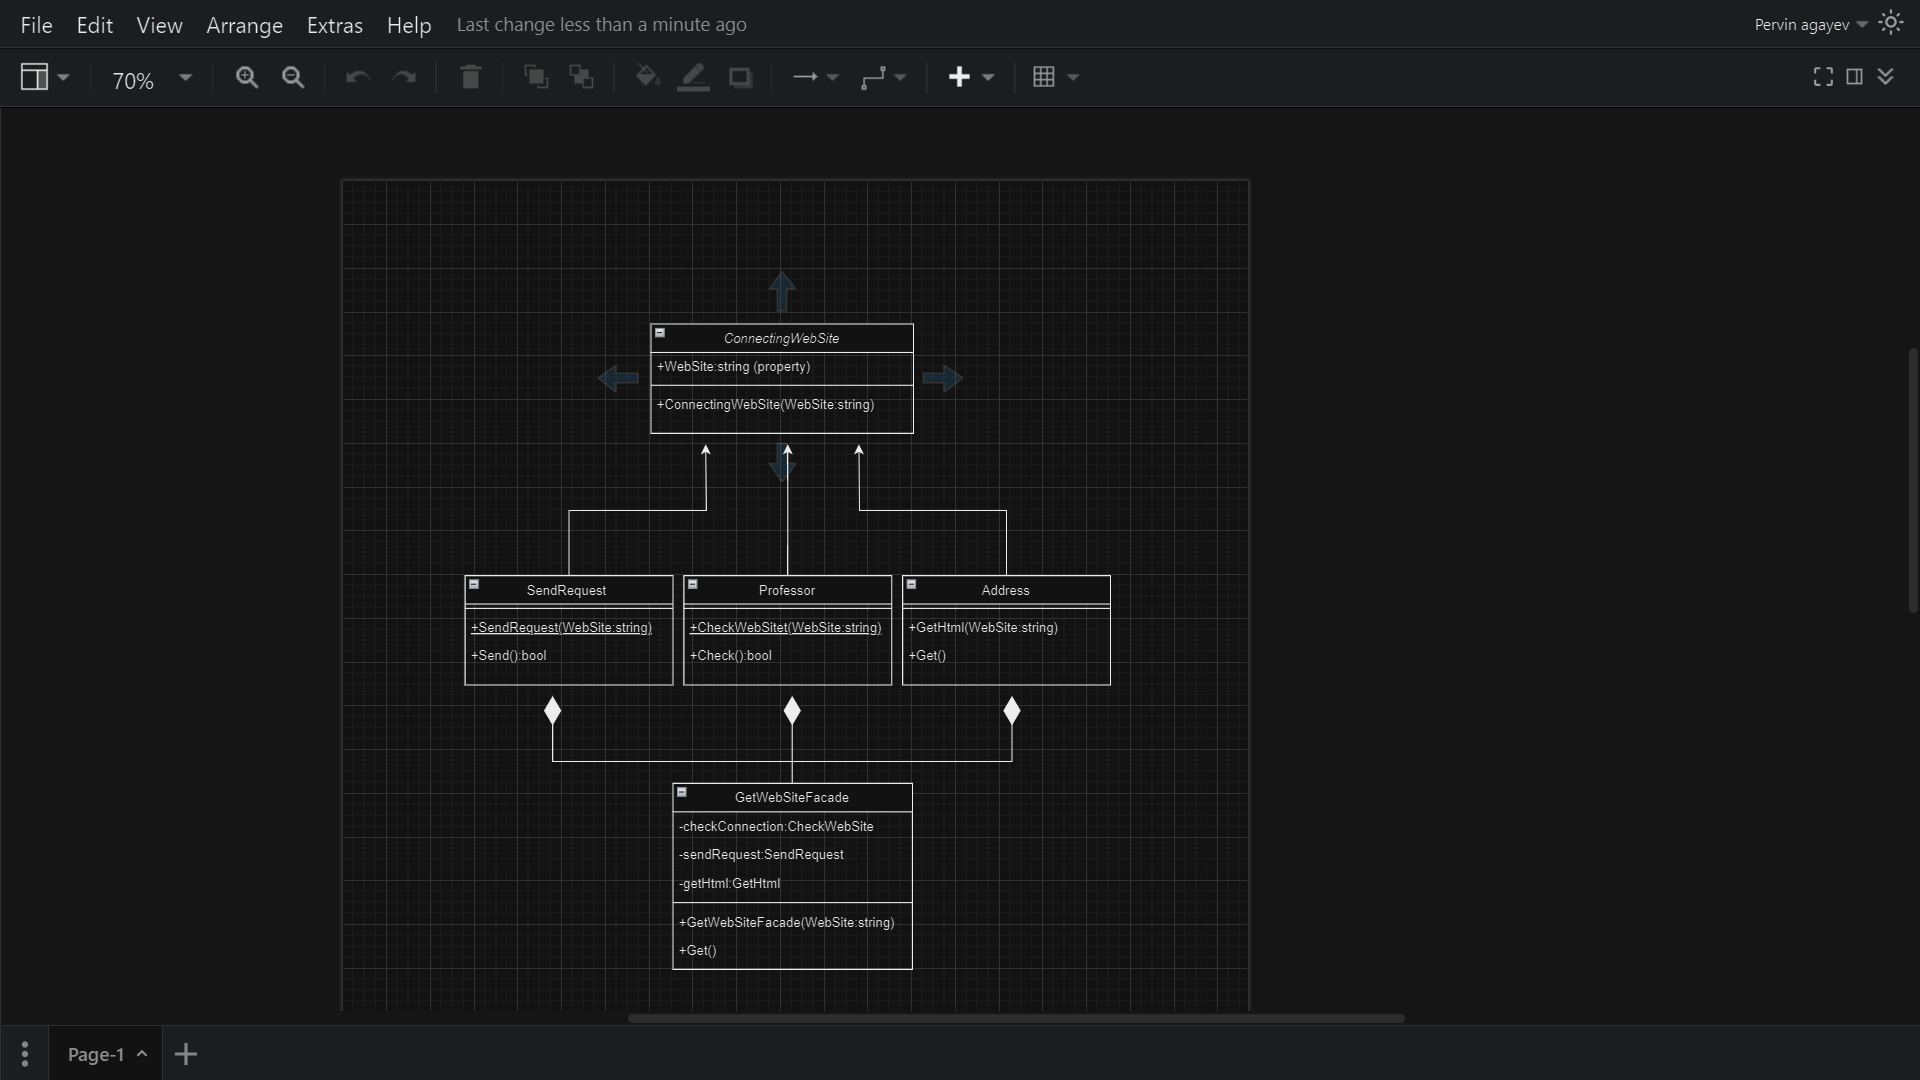 File Edit View Arrange Extras Help Last change less than a minute ago Pervin agayev
70%
ConnectingWebSite
+WebSite:string (property)
+ConnectingWebSite(WebSite:string)
SendRequest
+SendRequest(WebSite:string)
+Send():bool
Professor
+CheckWebSitet(WebSite:string)
+Check():bool
Address
+GetHtml(WebSite:string)
+Get()
GetWebSiteFacade
-checkConnection:CheckWebSite
-sendRequest:SendRequest
-getHtml:GetHtml
+GetWebSiteFacade(WebSite:string)
+Get()
Page-1